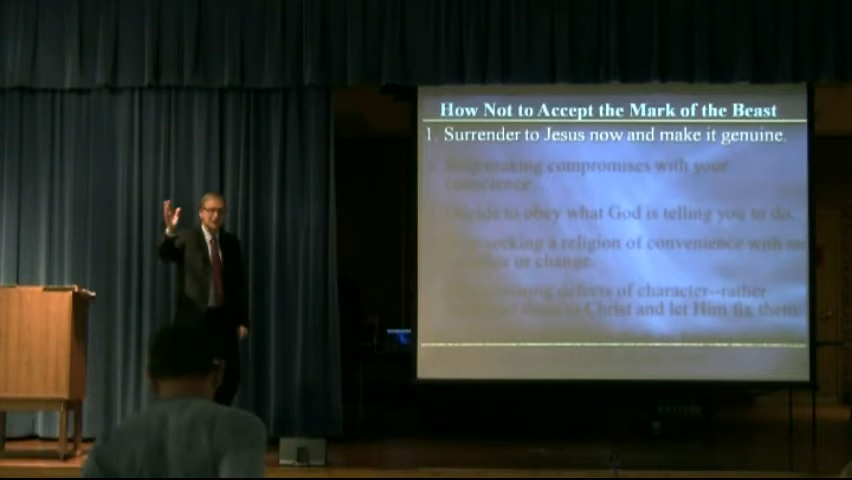 How Not to Accept the Mark of the Beast
1. Surrender to Jesus now and make it genuine.
making compromises with your
conscience.
Decide to obey what God is telling you to do.
seeking a religion of convenience with no
or change.
defects of character--rather
to Christ and let Him fix them